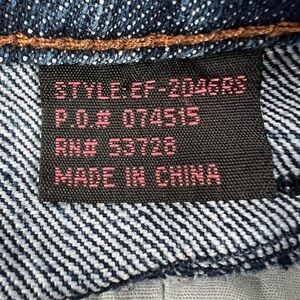 STYLE:EF-2046RS
P.O.# 074515
RN# 53728
MADE IN CHINA